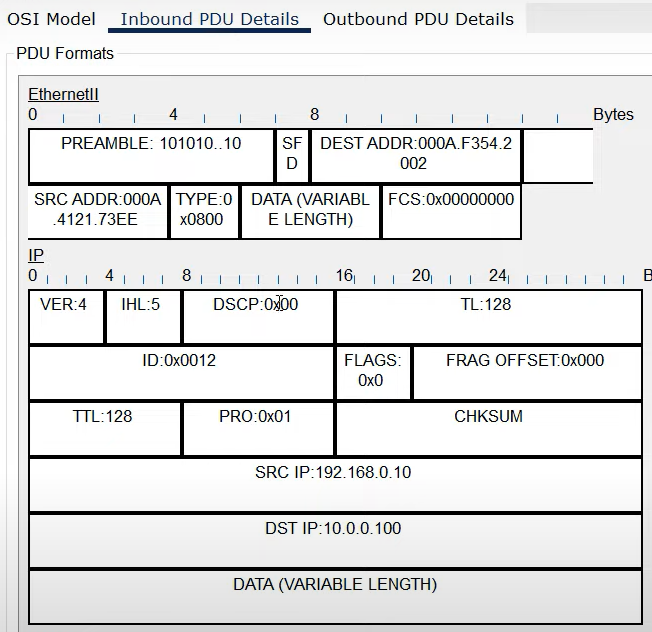 OSI Model Inbound PDU Details Outbound PDU Details
PDU Formats
EthernetII
0 4 8 Bytes
PREAMBLE: 101010..10 SF DEST ADDR:000A.F354.2
D 002
SRC ADDR:000A TYPE:0 DATA (VARIABL FCS:0x00000000
.4121.73EE x0800 E LENGTH)
IP
0 4 8 16 20 24 B
VER:4 IHL:5 DSCP:0x00 TL:128
ID:0x0012 FLAGS: FRAG OFFSET:0x000
0x0
TTL:128 PRO:0x01 CHKSUM
SRC IP:192.168.0.10
DST IP:10.0.0.100
DATA (VARIABLE LENGTH)